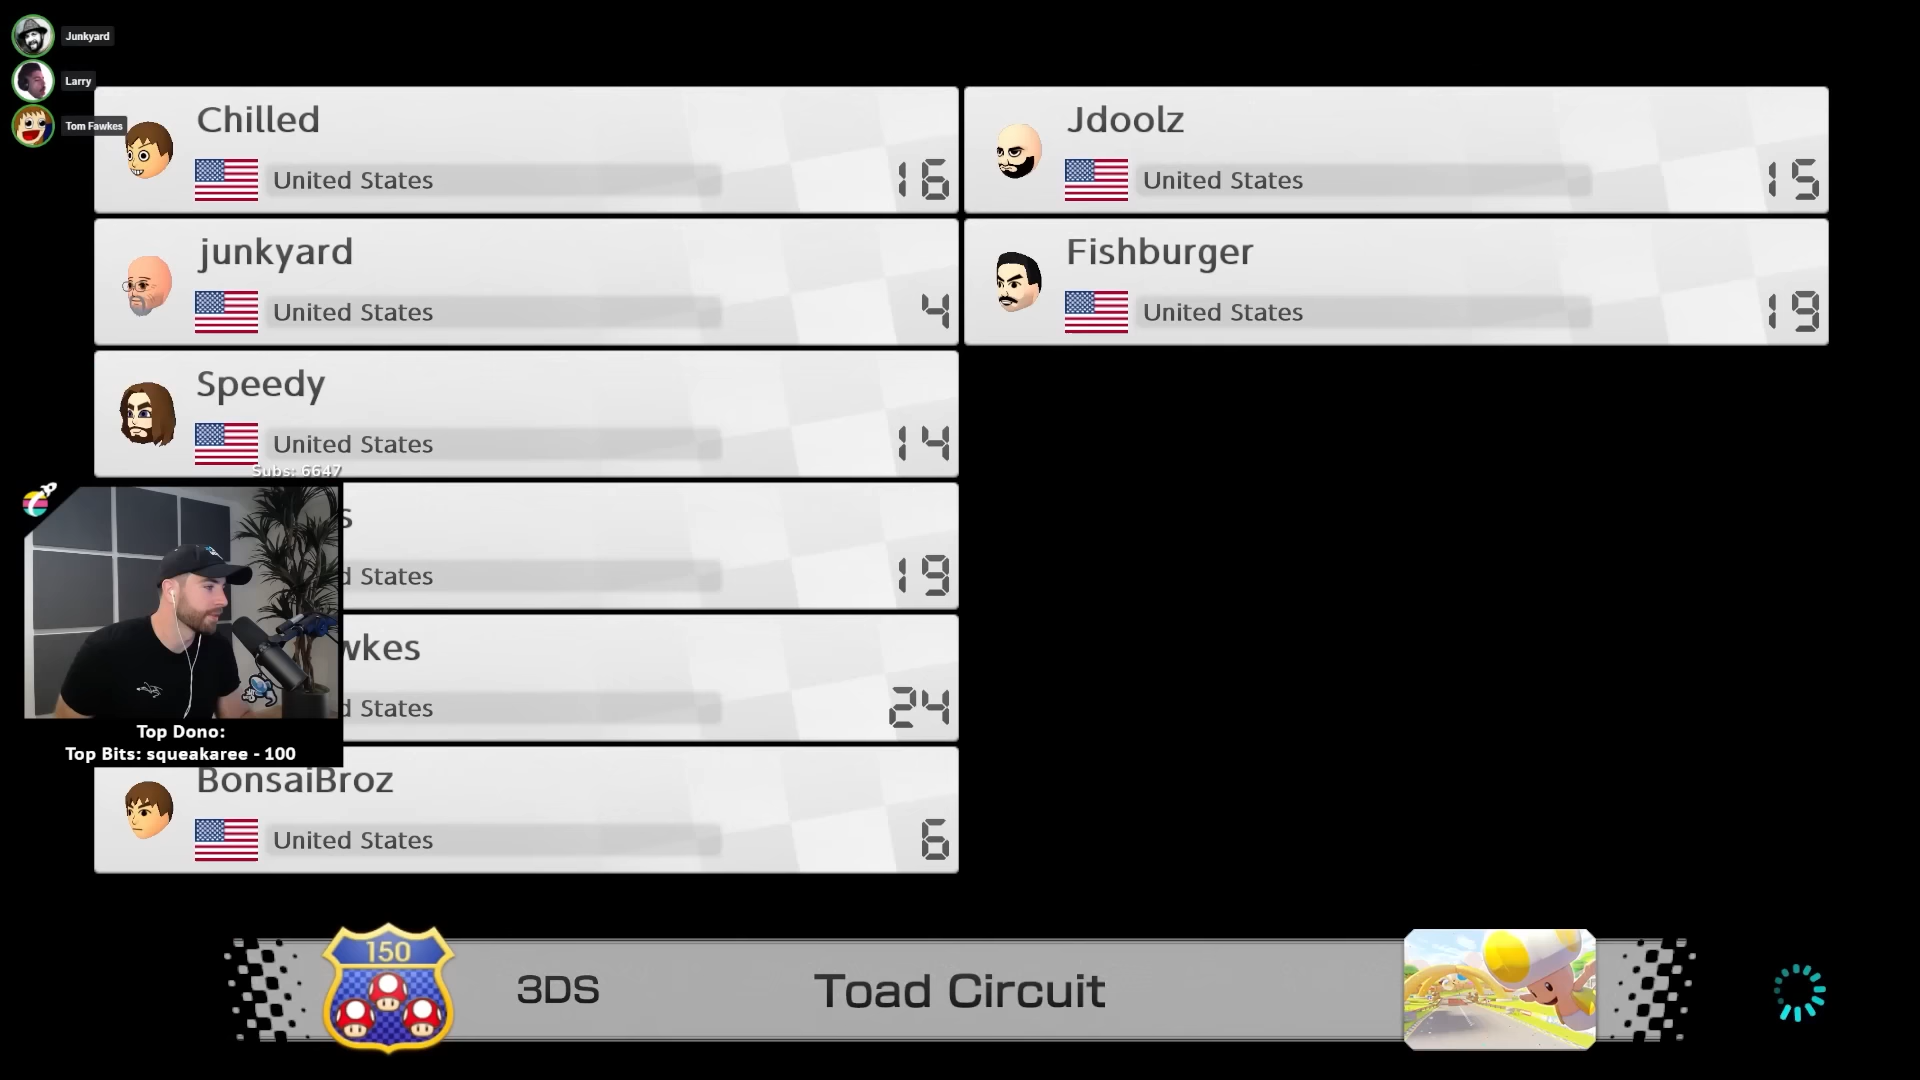 Junkyard
Larry
Tom Fawkes
Chilled
United States
16
Jdoolz
United States
15
junkyard
United States
4
Fishburger
United States
19
Speedy
United States
14
Subs: 6647
s
d States
19
wkes
d States
24
Top Dono:
Top Bits: squeakaree - 100
BonsaiBroz
United States
6
150
3DS
Toad Circuit